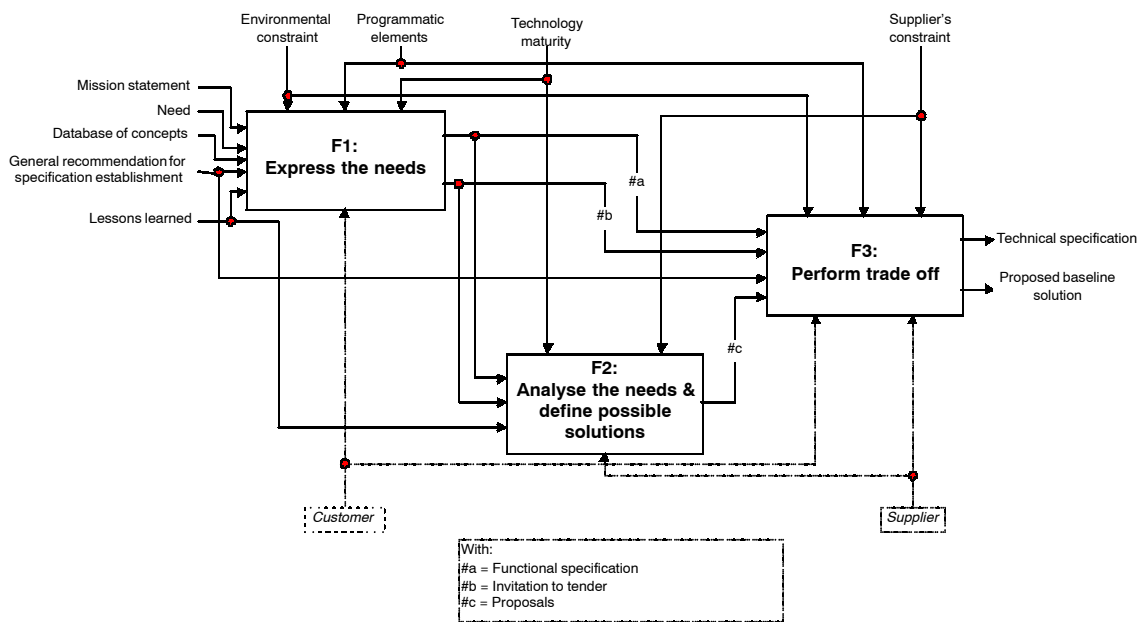 Environmental
constraint
Programmatic
elements
Technology
maturity
Supplier's
constraint
Mission statement
Need
Database of concepts
General recommendation for
specification establishment
Lessons learned
F1:
Express the needs
#a
#b
F3:
Perform trade off
Technical specification
Proposed baseline
solution
#c
F2:
Analyse the needs &
define possible
solutions
Customer
Supplier
With:
#a = Functional specification
#b = Invitation to tender
#c = Proposals